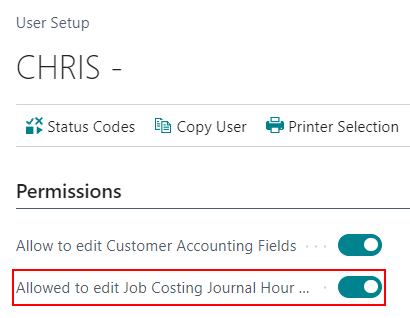 User Setup
CHRIS -
Status Codes Copy User Printer Selection
Permissions
Allow to edit Customer Accounting Fields
Allowed to edit Job Costing Journal Hour ...